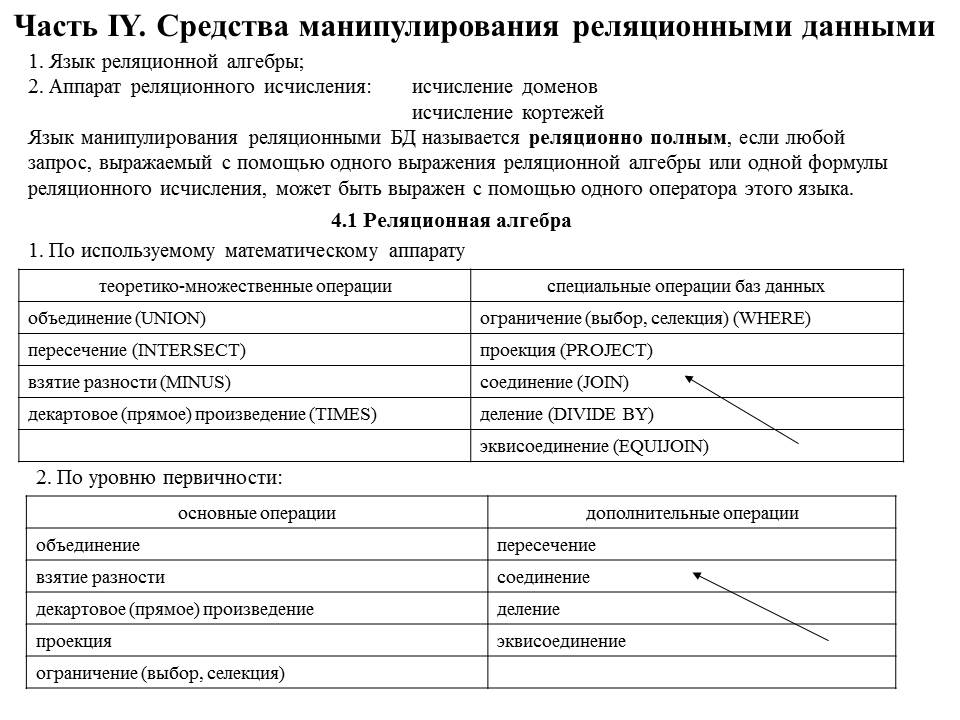 Часть IY. Средства манипулирования реляционными данными
1. Язык реляционной алгебры;
2. Аппарат реляционного исчисления: исчисление доменов
исчисление кортежей
Язык манипулирования реляционными БД называется реляционно полным, если любой
запрос, выражаемый с помощью одного выражения реляционной алгебры или одной формулы
реляционного исчисления, может быть выражен с помощью одного оператора этого языка.
4.1 Реляционная алгебра
1. По используемому математическому аппарату
теоретико-множественные операции специальные операции баз данных
объединение (UNION) ограничение (выбор, селекция) (WHERE)
пересечение (INTERSECT) проекция (PROJECT)
взятие разности (MINUS) соединение (JOIN)
декартовое (прямое) произведение (TIMES) деление (DIVIDE BY)
эквисоединение (EQUIJOIN)
2. По уровню первичности:
основные операции дополнительные операции
объединение пересечение
взятие разности соединение
декартовое (прямое) произведение деление
проекция эквисоединение
ограничение (выбор, селекция)